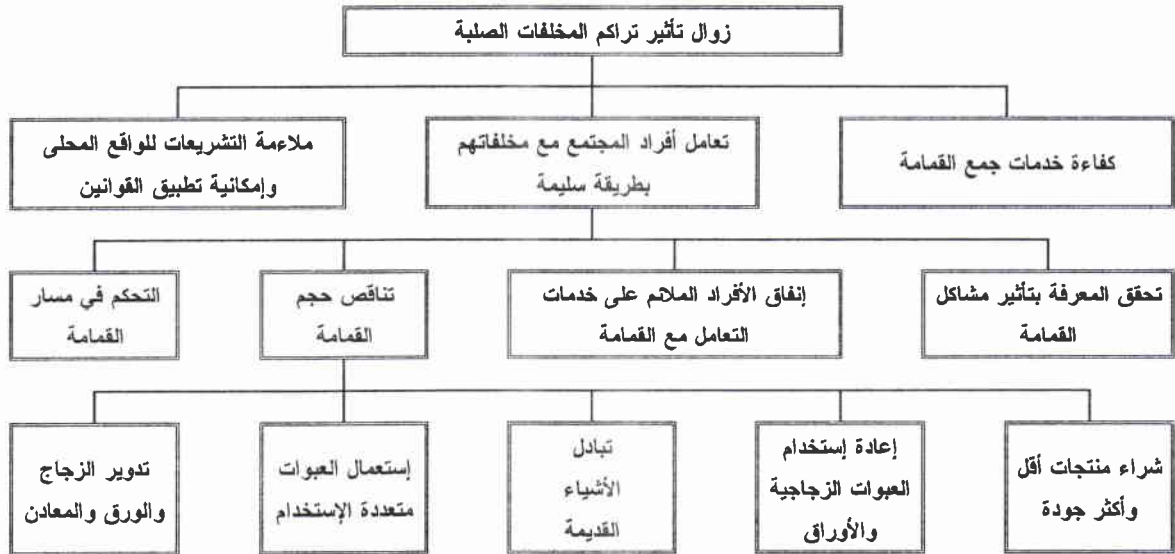 زوال تأثير تراكم المخلفات الصلبة
كفاءة خدمات جمع القمامة
تعامل أفراد المجتمع مع مخلفاتهم
بطريقة سليمة
ملاءمة التشريعات للواقع المحلى
وإمكانية تطبيق القوانين
تحقق المعرفة بتأثير مشاكل
القمامة
إنفاق الأفراد الملائم على خدمات
التعامل مع القمامة
تناقص حجم
القمامة
التحكم في مسار
القمامة
شراء منتجات أقل
وأكثر جودة
إعادة إستخدام
العبوات الزجاجية
والأوراق
تبادل
الأشياء
القديمة
إستعمال العبوات
متعددة الإستخدام
تدوير الزجاج
والورق والمعادن